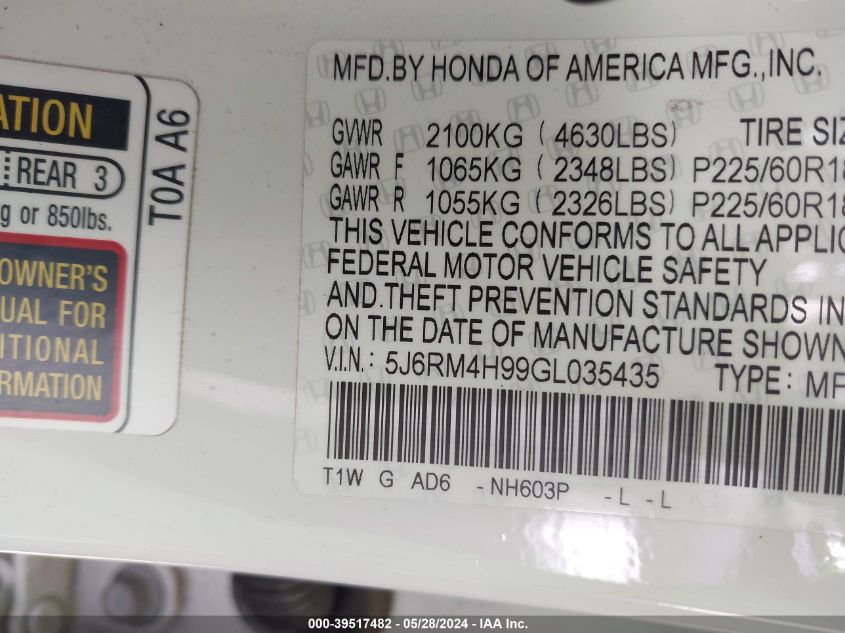 ATION
REAR 3
g or 850lbs.
OWNER'S
UAL FOR
ITIONAL
RMATION
T0A A6
MFD.BY HONDA OF AMERICA MFG.,INC.
GVWR 2100KG (4630LBS) TIRE SIZ
GAWR F 1065KG (2348LBS) P225/60R18
GAWR R 1055KG (2326LBS) P225/60R18
THIS VEHICLE CONFORMS TO ALL APPLIC
FEDERAL MOTOR VEHICLE SAFETY
AND.THEFT PREVENTION STANDARDS IN
ON THE DATE OF MANUFACTURE SHOWN
V.I.N.: 5J6RM4H99GL035435 TYPE: MP
T1W G AD6 -NH603P -L -L
000-39517482 - 05/28/2024 - IAA Inc.